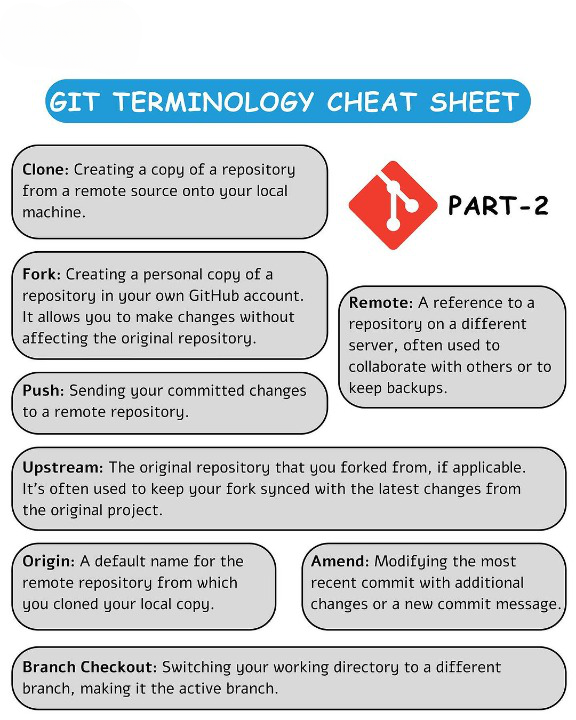 GIT TERMINOLOGY CHEAT SHEET
Clone: Creating a copy of a repository
from a remote source onto your local
machine.
PART-2
Fork: Creating a personal copy of a
repository in your own GitHub account.
It allows you to make changes without
affecting the original repository.
Remote: A reference to a
repository on a different
server, often used to
collaborate with others or to
keep backups.
Push: Sending your committed changes
to a remote repository.
Upstream: The original repository that you forked from, if applicable.
It's often used to keep your fork synced with the latest changes from
the original project.
Origin: A default name for the
remote repository from which
you cloned your local copy.
Amend: Modifying the most
recent commit with additional
changes or a new commit message.
Branch Checkout: Switching your working directory to a different
branch, making it the active branch.